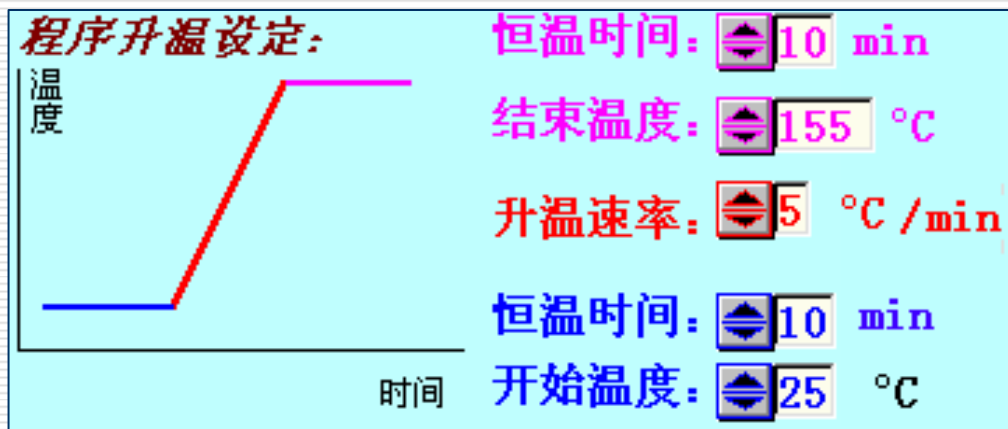 程序升温设定:
恒温时间: 10 min
温度
结束温度: 155 °C
升温速率: 5 °C /min
恒温时间: 10 min
开始温度: 25 °C
时间